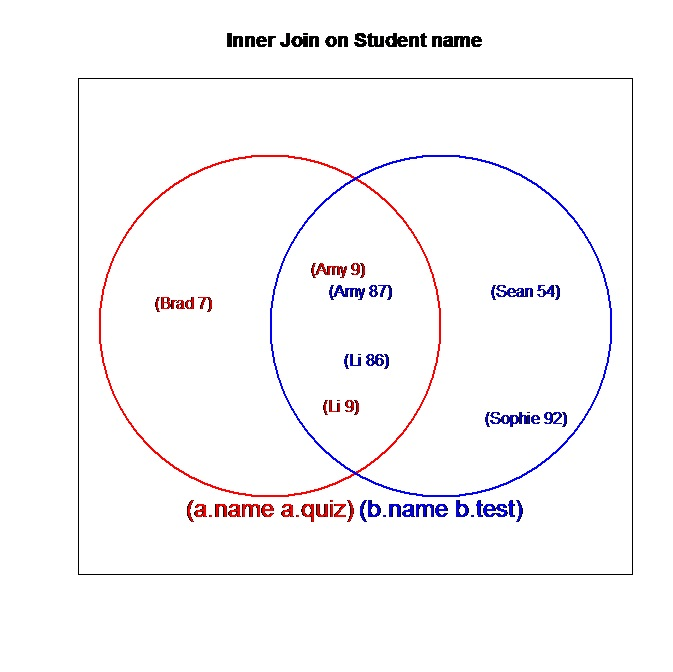 Inner Join on Student name
(Amy 9)
(Amy 87)
(Sean 54)
(Brad 7)
(Li 86)
(Li 9)
(Sophie 92)
(a.name a.quiz) (b.name b.test)